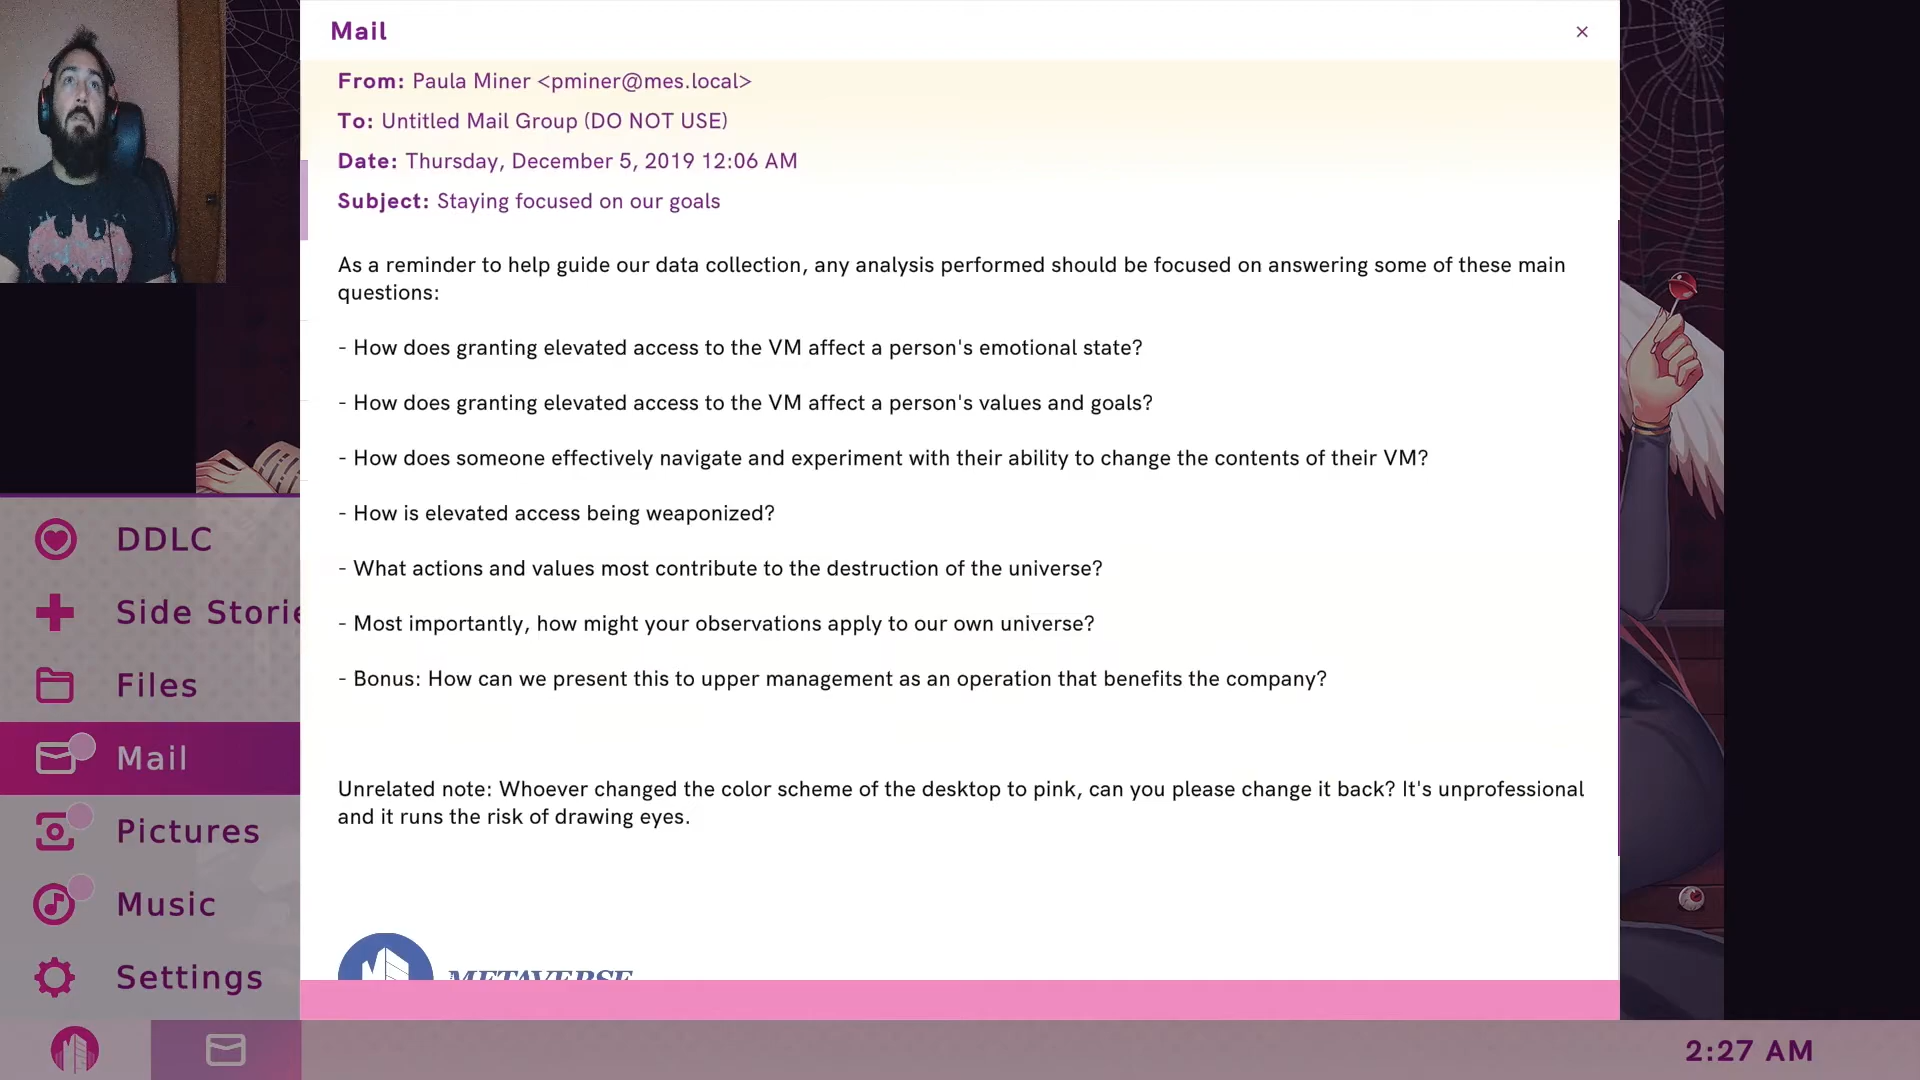 Mail
×
From: Paula Miner <pminer@mes.local>
To: Untitled Mail Group (DO NOT USE)
Date: Thursday, December 5, 2019 12:06 AM
Subject: Staying focused on our goals
As a reminder to help guide our data collection, any analysis performed should be focused on answering some of these main
questions:
- How does granting elevated access to the VM affect a person's emotional state?
- How does granting elevated access to the VM affect a person's values and goals?
- How does someone effectively navigate and experiment with their ability to change the contents of their VM?
- How is elevated access being weaponized?
- What actions and values most contribute to the destruction of the universe?
- Most importantly, how might your observations apply to our own universe?
- Bonus: How can we present this to upper management as an operation that benefits the company?
Unrelated note: Whoever changed the color scheme of the desktop to pink, can you please change it back? It's unprofessional
and it runs the risk of drawing eyes.
METAVERSE
DDLC
Side Storie
Files
Mail
Pictures
Music
Settings
2:27 AM